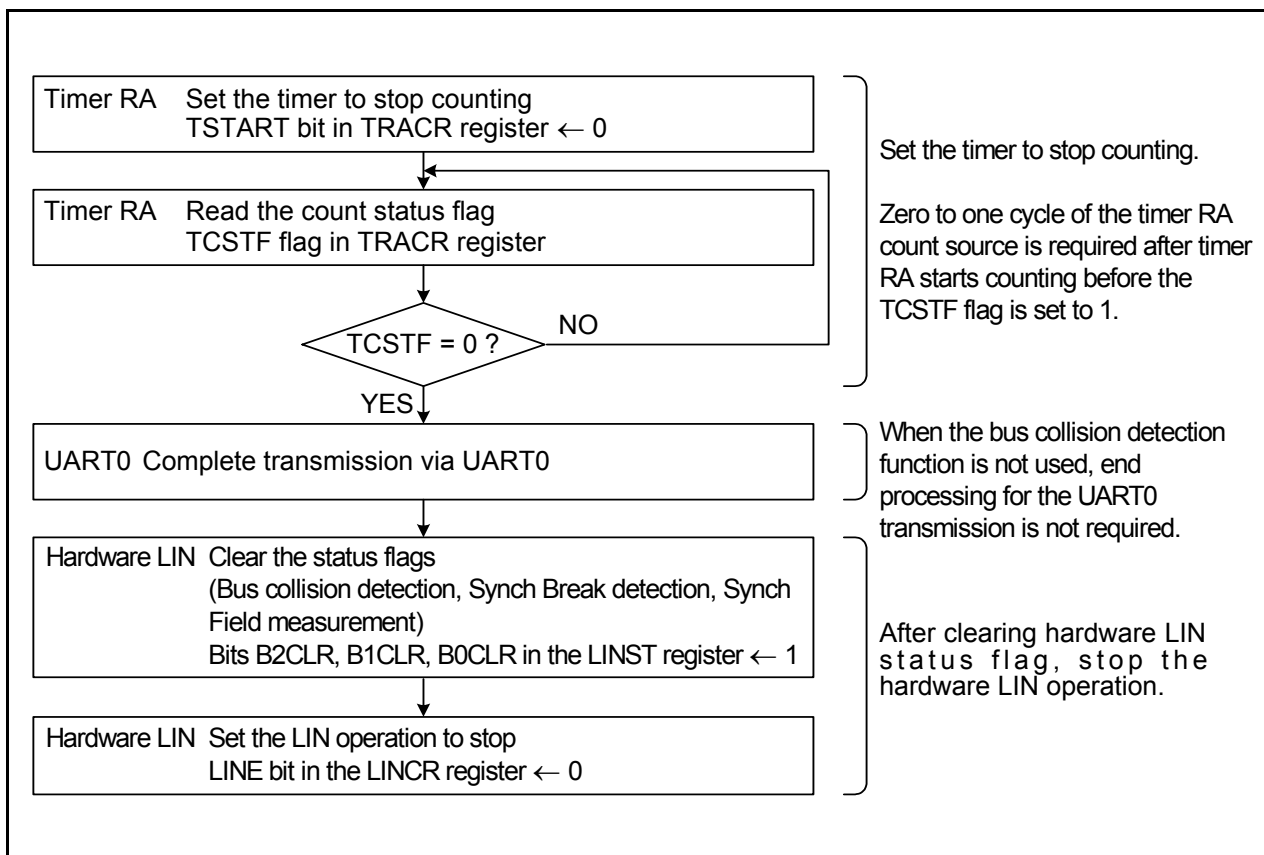 Timer RA Set the timer to stop counting
TSTART bit in TRACR register ← 0
Timer RA Read the count status flag
TCSTF flag in TRACR register
TCSTF = 0 ?
NO
YES
Set the timer to stop counting.
Zero to one cycle of the timer RA
count source is required after timer
RA starts counting before the
TCSTF flag is set to 1.
UART0 Complete transmission via UART0
When the bus collision detection
function is not used, end
processing for the UART0
transmission is not required.
Hardware LIN Clear the status flags
(Bus collision detection, Synch Break detection, Synch
Field measurement)
Bits B2CLR, B1CLR, B0CLR in the LINST register ← 1
Hardware LIN Set the LIN operation to stop
LINE bit in the LINCR register ← 0
After clearing hardware LIN
status flag, stop the
hardware LIN operation.